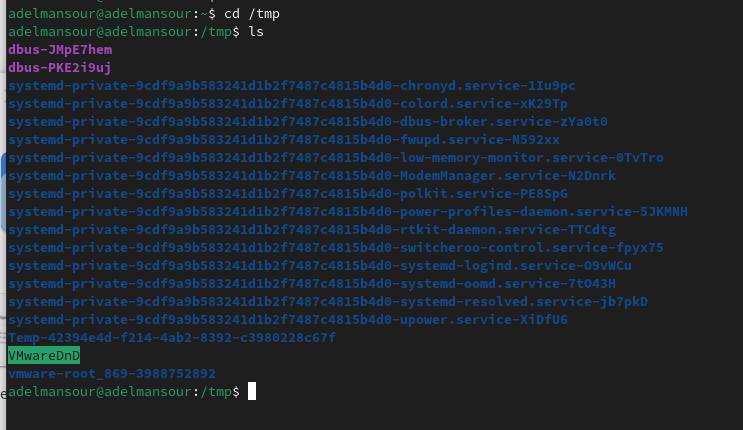 adelmansour@adelmansour:~$ cd /tmp
adelmansour@adelmansour:/tmp$ ls
dbus-JMpE7hem
dbus-PKE2i9uj
systemd-private-9cdf9a9b583241d1b2f7487c4815b4d0-chronyd.service-1Iu9pc
systemd-private-9cdf9a9b583241d1b2f7487c4815b4d0-colord.service-xK29Tp
systemd-private-9cdf9a9b583241d1b2f7487c4815b4d0-dbus-broker.service-zYa0t0
systemd-private-9cdf9a9b583241d1b2f7487c4815b4d0-fwupd.service-N592xx
systemd-private-9cdf9a9b583241d1b2f7487c4815b4d0-low-memory-monitor.service-0TvTro
systemd-private-9cdf9a9b583241d1b2f7487c4815b4d0-ModemManager.service-N2Dnrk
systemd-private-9cdf9a9b583241d1b2f7487c4815b4d0-polkit.service-PE8SpG
systemd-private-9cdf9a9b583241d1b2f7487c4815b4d0-power-profiles-daemon.service-5JKMNH
systemd-private-9cdf9a9b583241d1b2f7487c4815b4d0-rtkit-daemon.service-TTCdtg
systemd-private-9cdf9a9b583241d1b2f7487c4815b4d0-switcheroo-control.service-fpyx75
systemd-private-9cdf9a9b583241d1b2f7487c4815b4d0-systemd-logind.service-O9vWCu
systemd-private-9cdf9a9b583241d1b2f7487c4815b4d0-systemd-oomd.service-7tO43H
systemd-private-9cdf9a9b583241d1b2f7487c4815b4d0-systemd-resolved.service-jb7pkD
systemd-private-9cdf9a9b583241d1b2f7487c4815b4d0-upower.service-XiDfU6
Temp-42394e4d-f214-4ab2-8392-c3980228c67f
VMwareDnD
vmware-root_869-3988752892
adelmansour@adelmansour:/tmp$